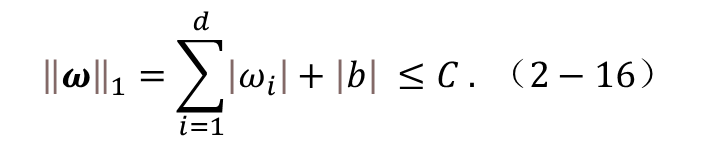 ‖𝝎‖₁ = ∑_{i=1}^{d} |ω_i| + |b| ≤ C . （2 − 16）